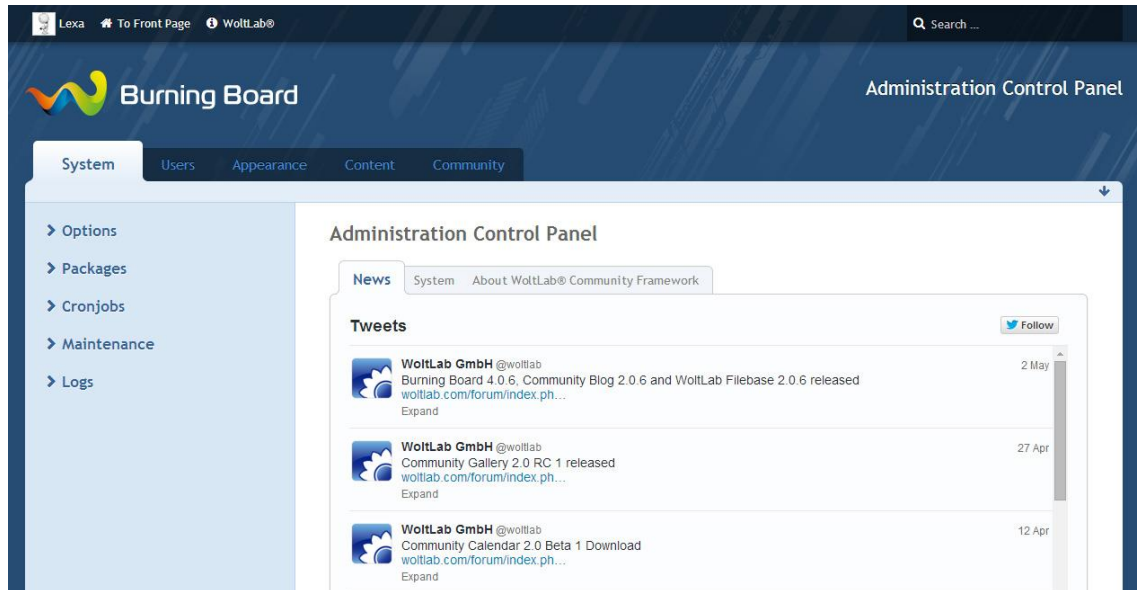 Lexa To Front Page WoltLab®
Search ...
Burning Board
Administration Control Panel
System Users Appearance Content Community
Options
Packages
Cronjobs
Maintenance
Logs
Administration Control Panel
News System About WoltLab® Community Framework
Tweets
Follow
WoltLab GmbH @woltlab 2 May
Burning Board 4.0.6, Community Blog 2.0.6 and WoltLab Filebase 2.0.6 released
woltlab.com/forum/index.ph...
Expand
WoltLab GmbH @woltlab 27 Apr
Community Gallery 2.0 RC 1 released
woltlab.com/forum/index.ph...
Expand
WoltLab GmbH @woltlab 12 Apr
Community Calendar 2.0 Beta 1 Download
woltlab.com/forum/index.ph...
Expand